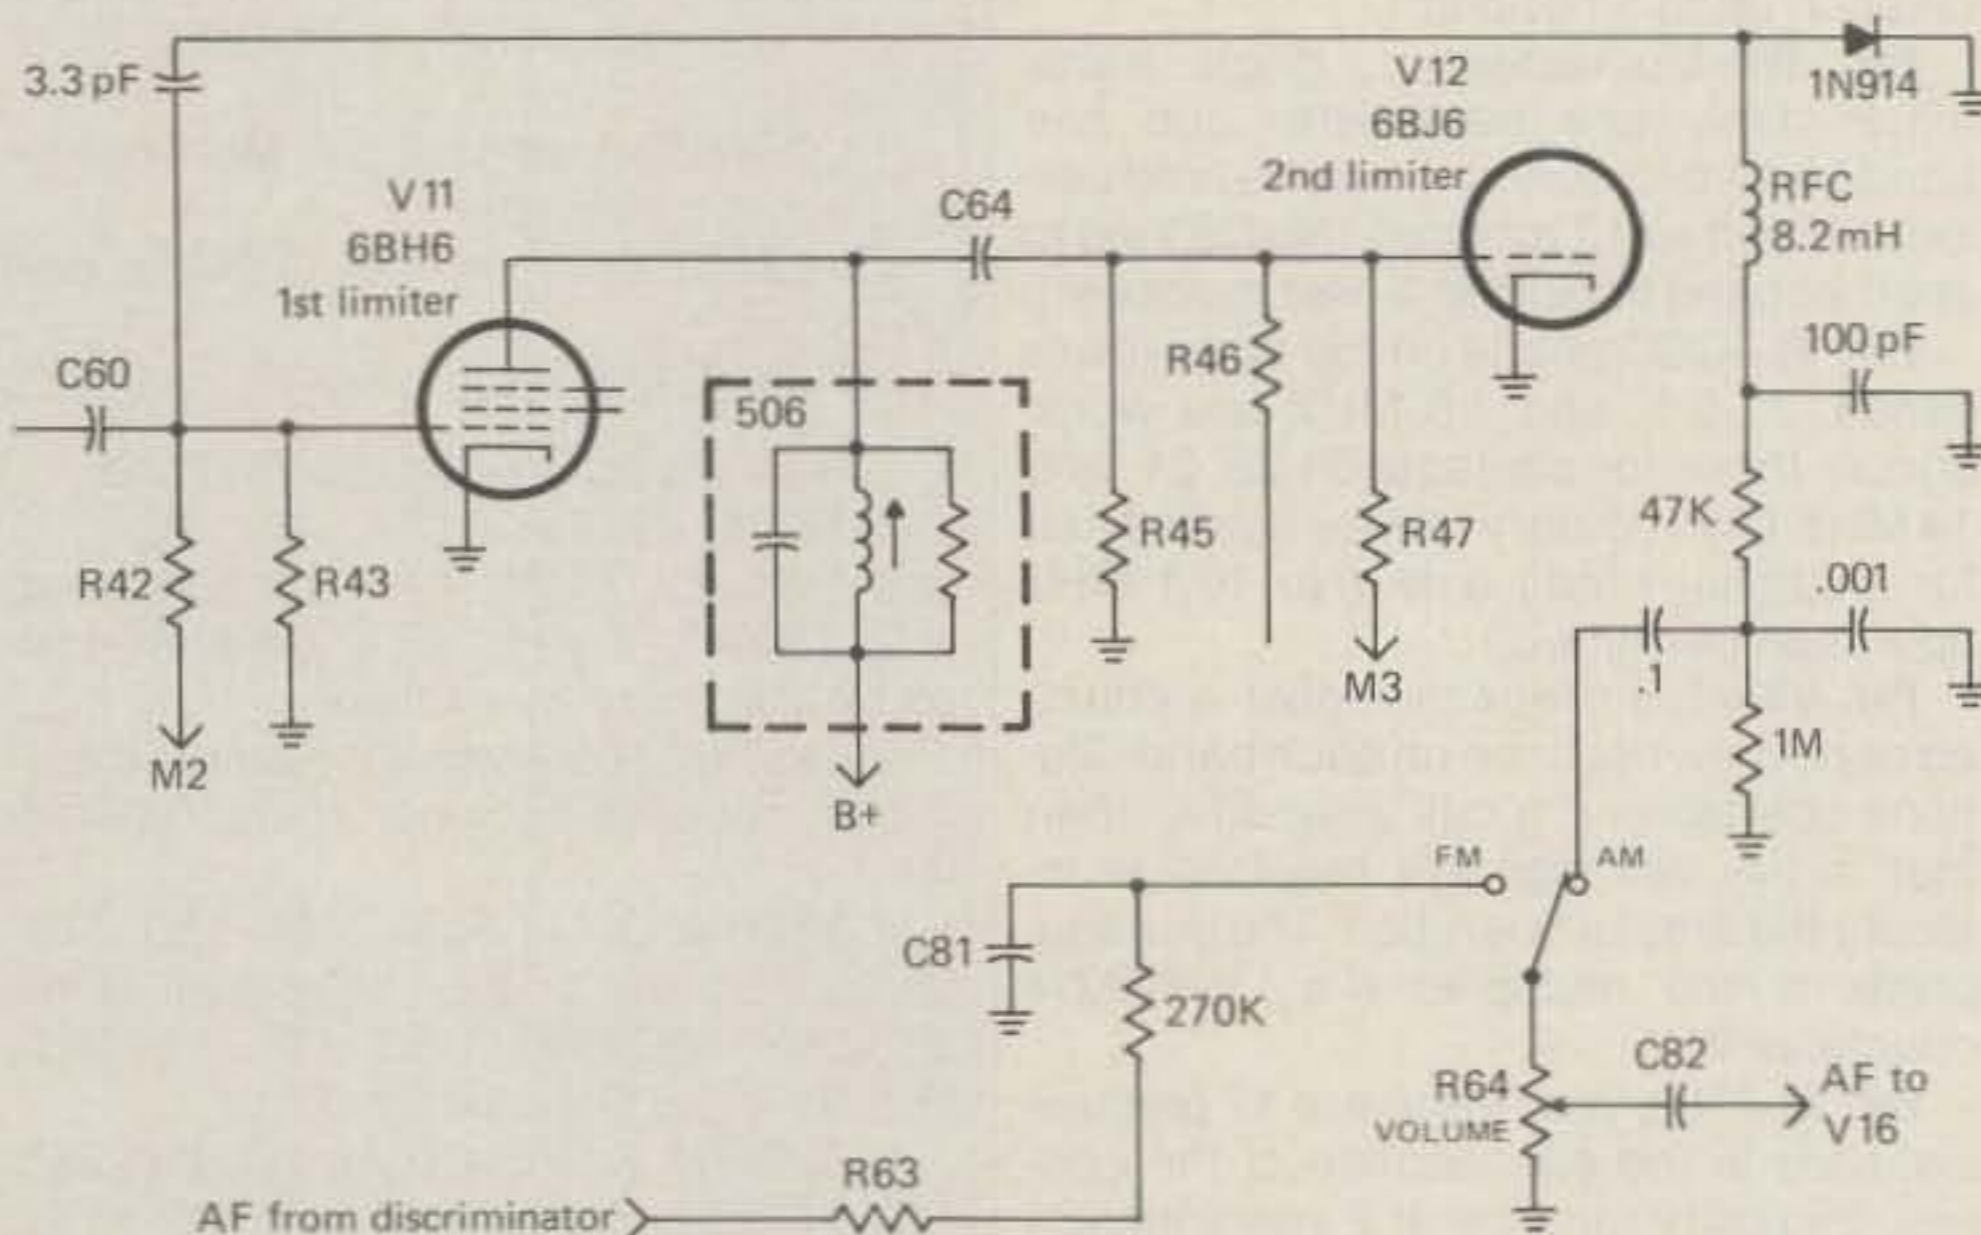 3.3 pF
1N914
V12
6BJ6
2nd limiter
V11
6BH6
1st limiter
C64
RFC
8.2mH
C60
R46
100 pF
506
R42
R43
R45
R47
47K
.001
M2
M3
.1
1M
B+
FM
AM
C81
270K
R64
VOLUME
C82
AF to
V16
R63
AF from discriminator